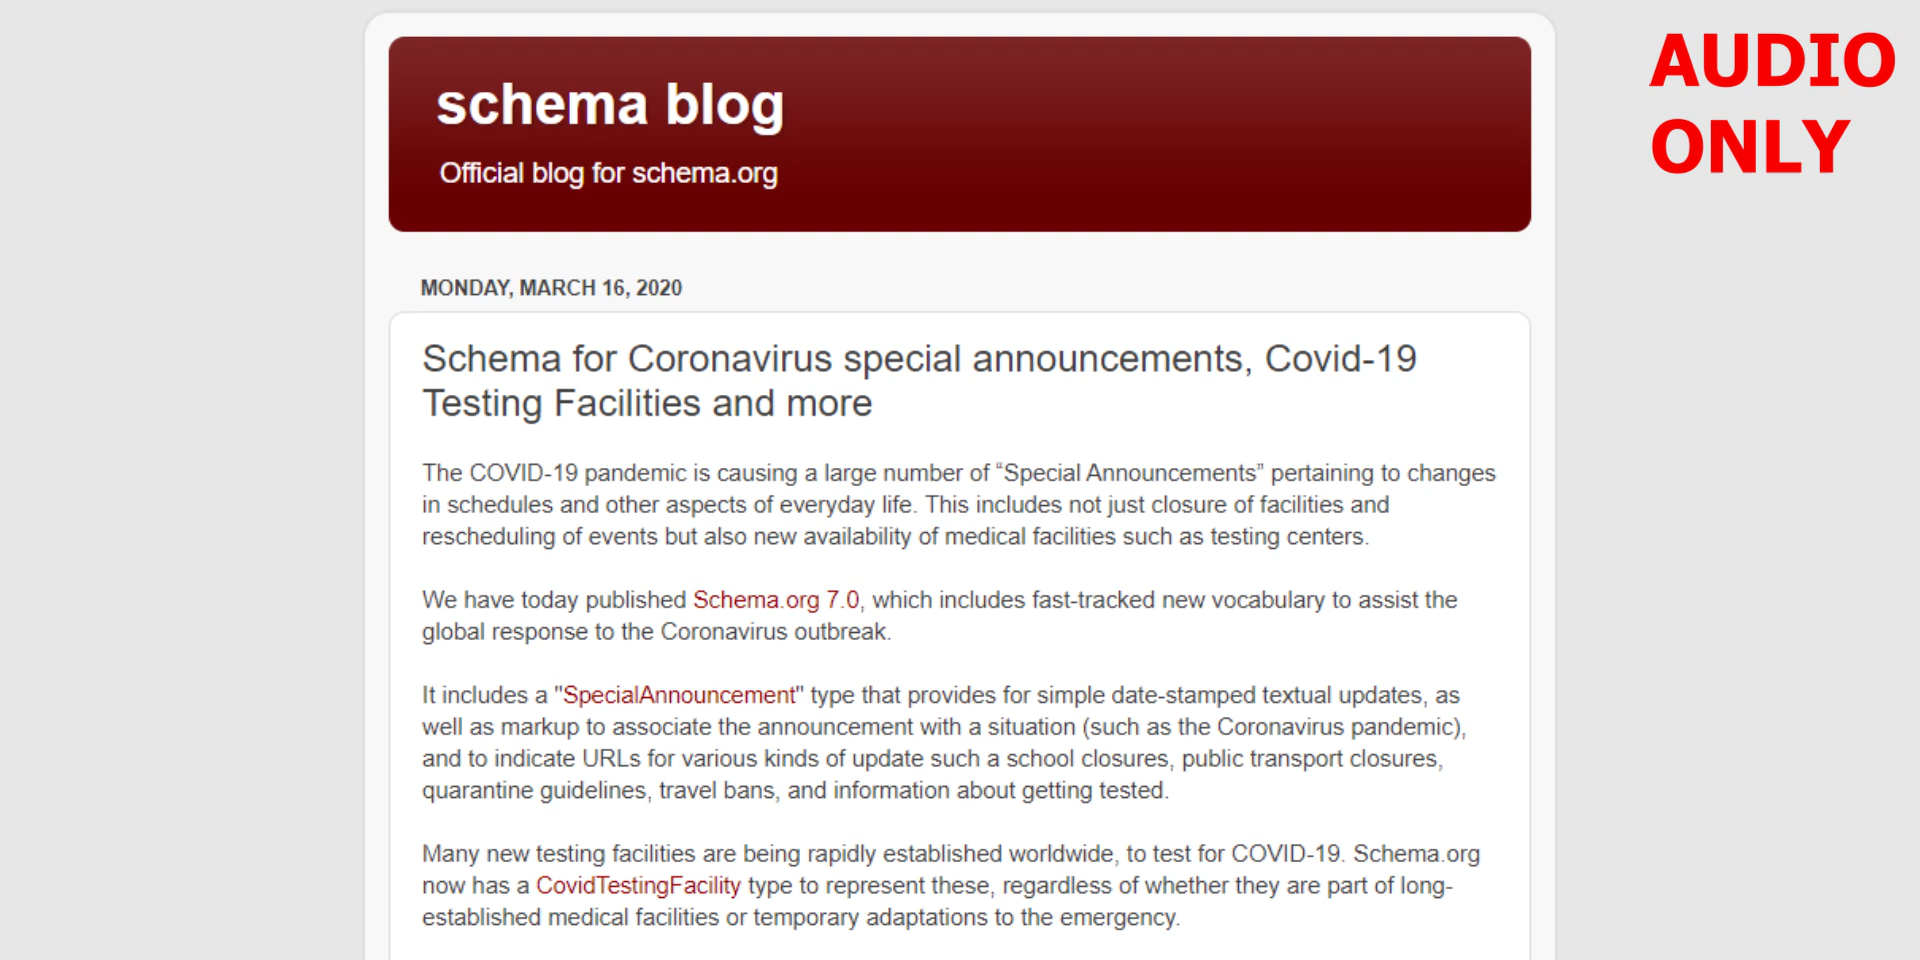 schema blog
Official blog for schema.org
AUDIO
ONLY
MONDAY, MARCH 16, 2020
Schema for Coronavirus special announcements, Covid-19
Testing Facilities and more
The COVID-19 pandemic is causing a large number of “Special Announcements” pertaining to changes
in schedules and other aspects of everyday life. This includes not just closure of facilities and
rescheduling of events but also new availability of medical facilities such as testing centers.
We have today published Schema.org 7.0, which includes fast-tracked new vocabulary to assist the
global response to the Coronavirus outbreak.
It includes a "SpecialAnnouncement" type that provides for simple date-stamped textual updates, as
well as markup to associate the announcement with a situation (such as the Coronavirus pandemic),
and to indicate URLs for various kinds of update such a school closures, public transport closures,
quarantine guidelines, travel bans, and information about getting tested.
Many new testing facilities are being rapidly established worldwide, to test for COVID-19. Schema.org
now has a CovidTestingFacility type to represent these, regardless of whether they are part of long-
established medical facilities or temporary adaptations to the emergency.